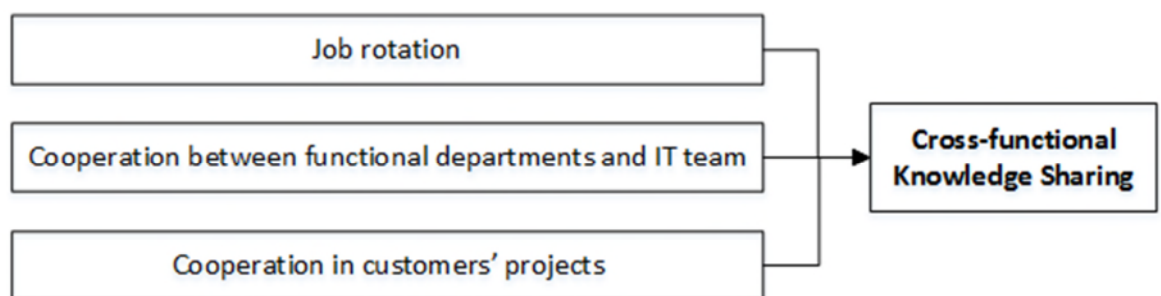 Job rotation
Cooperation between functional departments and IT team
Cross-functional
Knowledge Sharing
Cooperation in customers’ projects